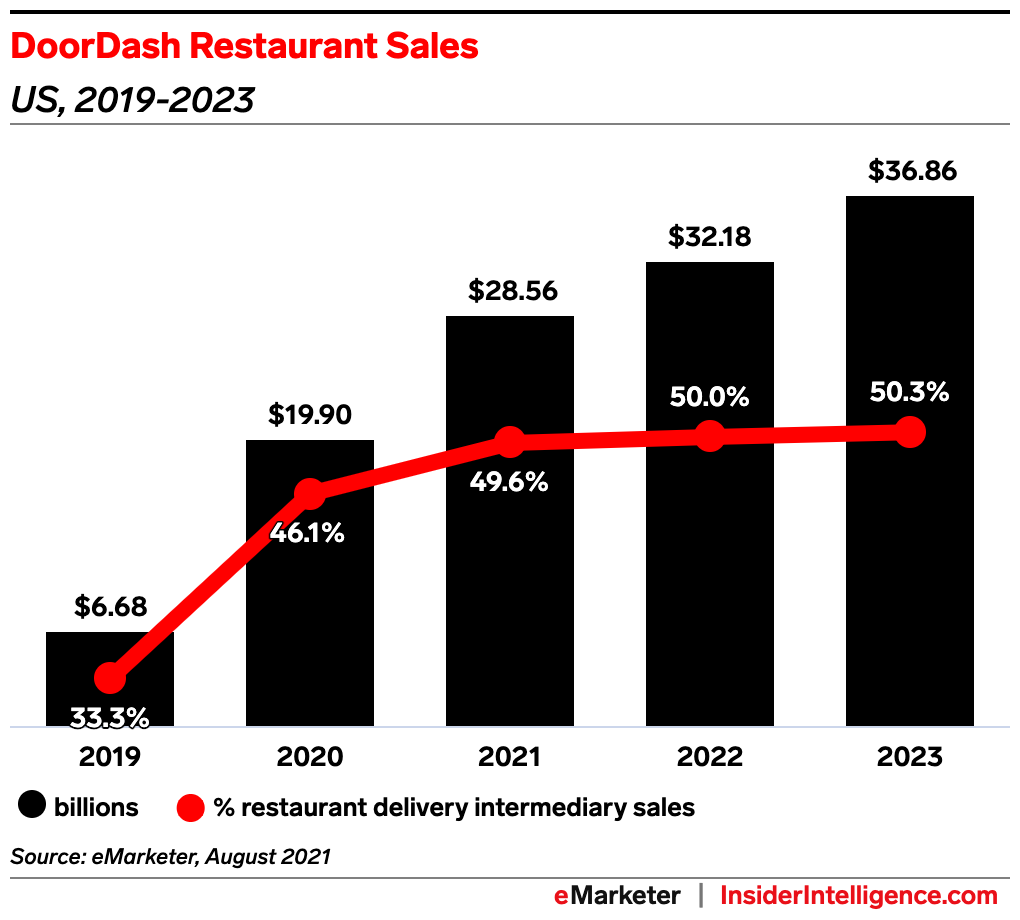 DoorDash Restaurant Sales
US, 2019-2023
$36.86
$32.18
$28.56
50.3%
50.0%
$19.90
49.6%
46.1%
$6.68
33.3%
2019 2020 2021 2022 2023
billions % restaurant delivery intermediary sales
Source: eMarketer, August 2021
eMarketer | InsiderIntelligence.com